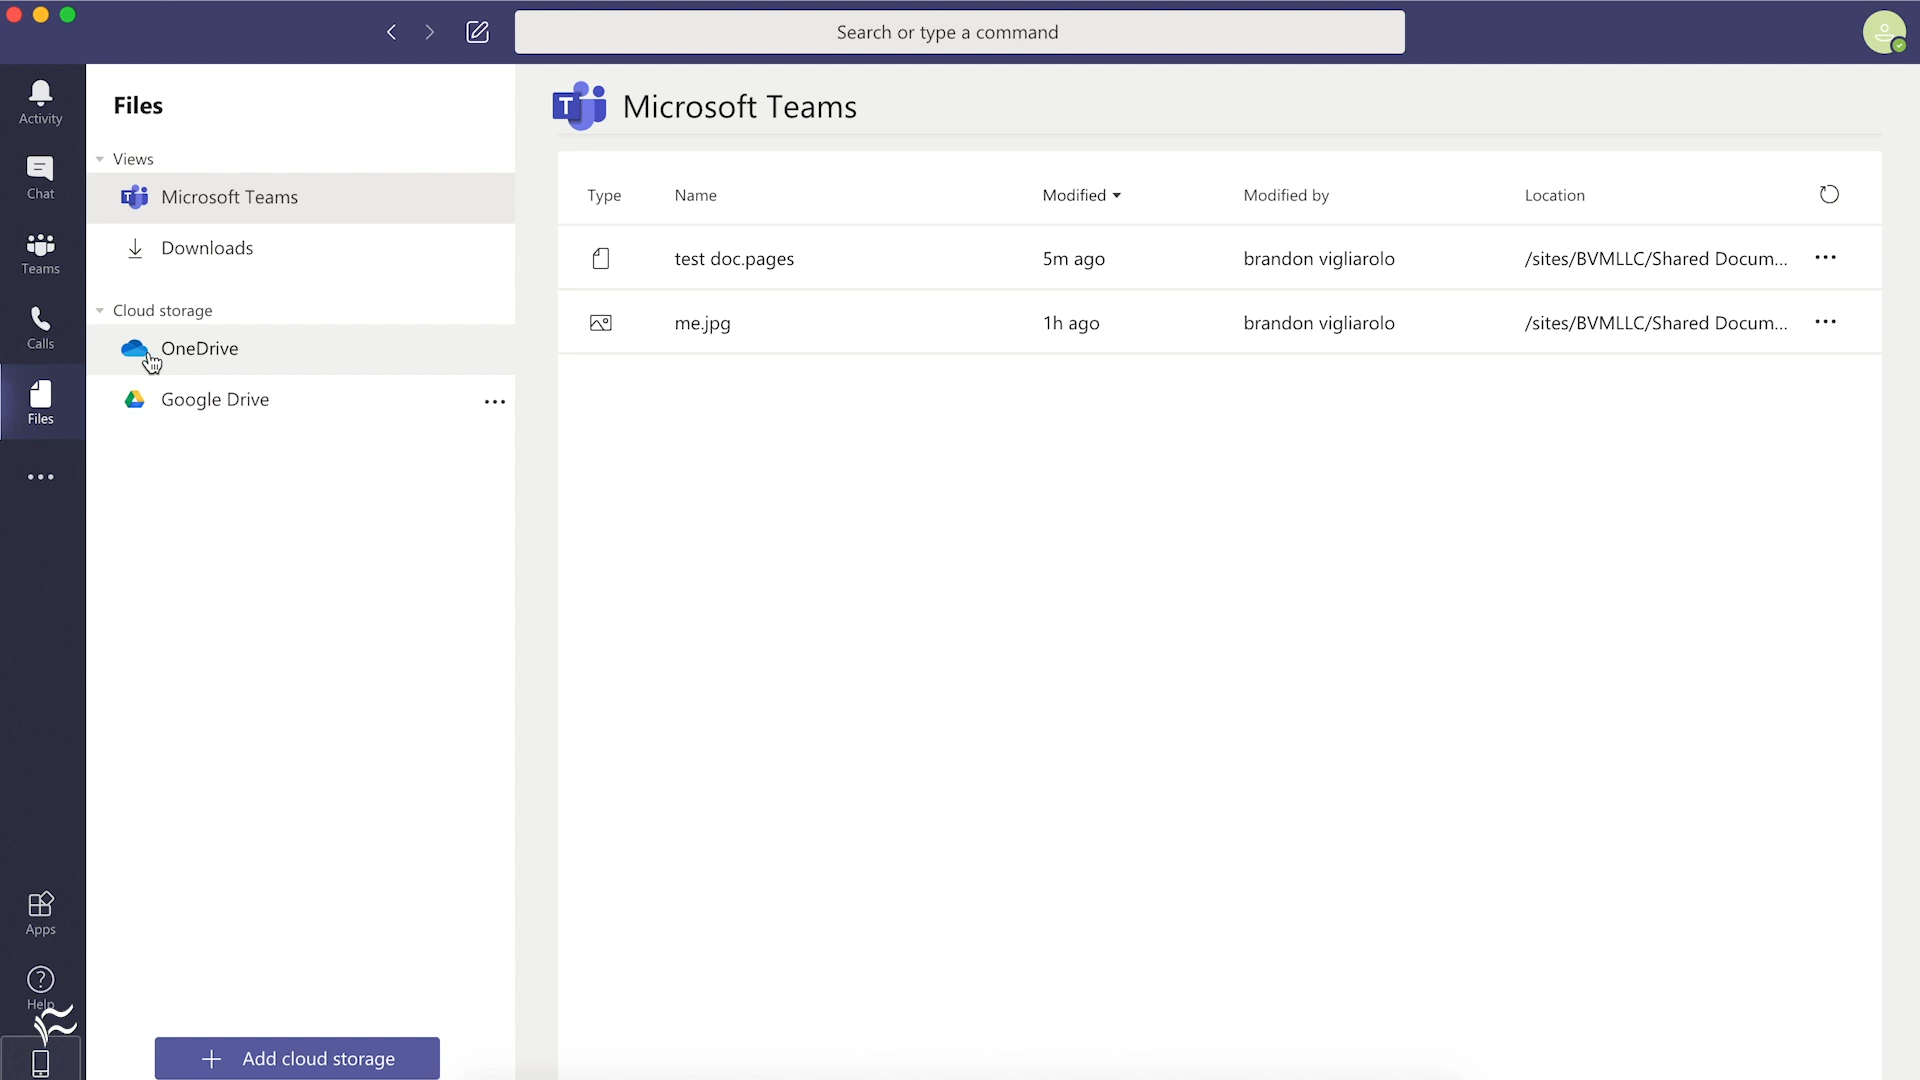 Search or type a command
Activity
Chat
Teams
Calls
Files
Apps
Help
Files
Views
Microsoft Teams
Downloads
Cloud storage
OneDrive
Google Drive
Add cloud storage
T Microsoft Teams
Type Name Modified Modified by Location
test doc.pages 5m ago brandon vigliarolo /sites/BVMLLC/Shared Docum...
me.jpg 1h ago brandon vigliarolo /sites/BVMLLC/Shared Docum...